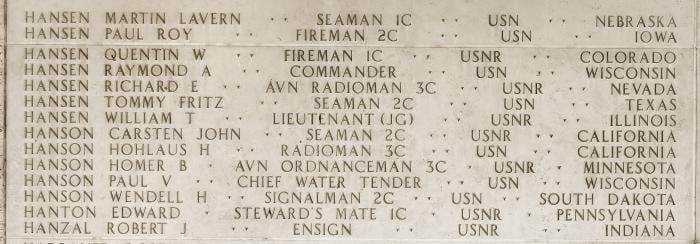 HANSEN MARTIN LAVERN · · SEAMAN 1C · · USN · · NEBRASKA
HANSEN PAUL ROY · · FIREMAN 2C · · USN · · IOWA
HANSEN QUENTIN W · · FIREMAN 1C · · USNR · · COLORADO
HANSEN RAYMOND A · · COMMANDER · · USN · · WISCONSIN
HANSEN RICHARD E · · AVN RADIOMAN 3C · · USNR · · NEVADA
HANSEN TOMMY FRITZ · · SEAMAN 2C · · USN · · TEXAS
HANSEN WILLIAM T · · LIEUTENANT (JG) · · USNR · · ILLINOIS
HANSON CARSTEN JOHN · · SEAMAN 2C · · USNR · · CALIFORNIA
HANSON HOHLAUS H · · RADIOMAN 3C · · USN · · CALIFORNIA
HANSON HOMER B · · AVN ORDNANCEMAN 3C · · USNR · · MINNESOTA
HANSON PAUL V · · CHIEF WATER TENDER · · USN · · WISCONSIN
HANSON WENDELL H · · SIGNALMAN 2C · · USN · · SOUTH DAKOTA
HANTON EDWARD · · STEWARD'S MATE 1C · · USNR · · PENNSYLVANIA
HANZAL ROBERT J · · ENSIGN · · USNR · · INDIANA